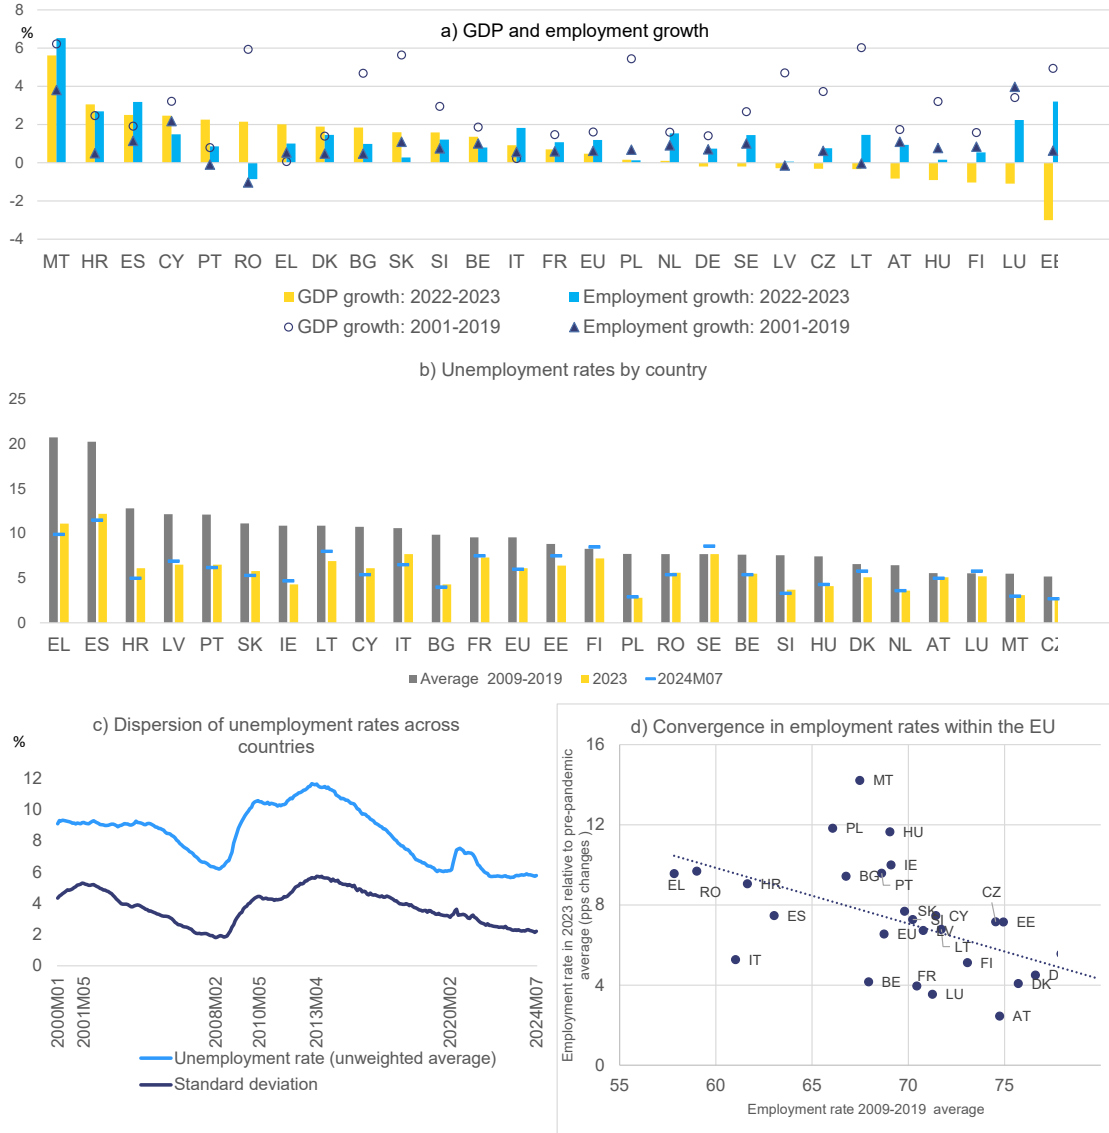 8
%
a) GDP and employment growth
6
4
2
0
-2
-4
MT HR ES CY PT RO EL DK BG SK SI BE IT FR EU PL NL DE SE LV CZ LT AT HU FI LU EE
GDP growth: 2022-2023 Employment growth: 2022-2023
GDP growth: 2001-2019 Employment growth: 2001-2019
b) Unemployment rates by country
25
20
15
10
5
0
EL ES HR LV PT SK IE LT CY IT BG FR EU EE FI PL RO SE BE SI HU DK NL AT LU MT CZ
Average 2009-2019 2023 2024M07
c) Dispersion of unemployment rates across
countries
%
12
10
8
6
4
2
0
2000M01
2001M05
2008M02
2010M05
2013M04
2020M02
2024M07
Unemployment rate (unweighted average)
Standard deviation
d) Convergence in employment rates within the EU
Employment rate in 2023 relative to pre-pandemic
average (pps changes )
16
12
8
4
0
MT
PL
HU
IE
EL
RO
HR
BG
PT
ES
SK
SI
CY
CZ
EE
EU
LV
LT
IT
FI
BE
FR
LU
DK
D
AT
55 60 65 70 75
Employment rate 2009-2019 average